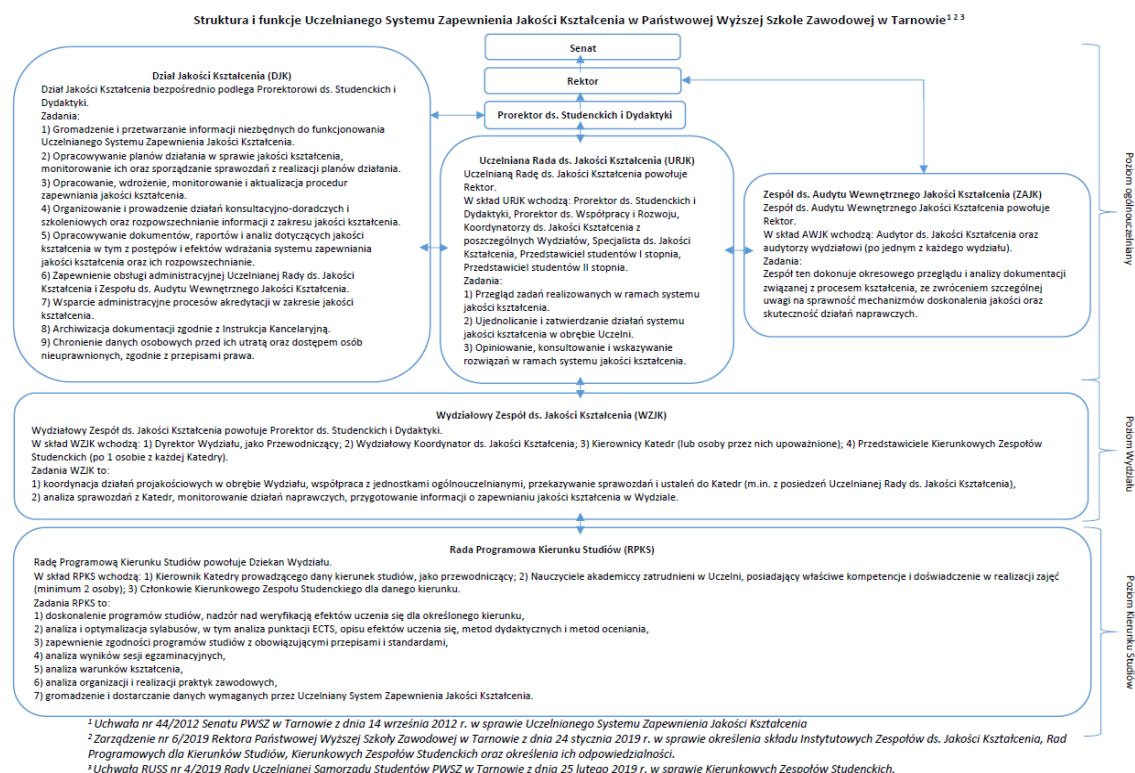 Struktura i funkcje Uczelnianego Systemu Zapewnienia Jakości Kształcenia w Państwowej Wyższej Szkole Zawodowej w Tarnowie¹ ² ³
Senat
Rektor
Prorektor ds. Studenckich i Dydaktyki
Dział Jakości Kształcenia (DJK)
Dział Jakości Kształcenia bezpośrednio podlega Prorektorowi ds. Studenckich i
Dydaktyki.
Zadania:
1) Gromadzenie i przetwarzanie informacji niezbędnych do funkcjonowania
Uczelnianego Systemu Zapewnienia Jakości Kształcenia.
2) Opracowywanie planów działania w sprawie jakości kształcenia,
monitorowanie ich oraz sporządzanie sprawozdań z realizacji planów działania.
3) Opracowanie, wdrożenie, monitorowanie i aktualizacja procedur
zapewniania jakości kształcenia.
4) Organizowanie i prowadzenie działań konsultacyjno-doradczych i
szkoleniowych oraz rozpowszechnianie informacji z zakresu jakości kształcenia.
5) Opracowywanie dokumentów, raportów i analiz dotyczących jakości
kształcenia w tym z postępów i efektów wdrażania systemu zapewniania
jakości kształcenia oraz ich rozpowszechnianie.
6) Zapewnienie obsługi administracyjnej Uczelnianej Rady ds. Jakości
Kształcenia i Zespołu ds. Audytu Wewnętrznego Jakości Kształcenia.
7) Wsparcie administracyjne procesów akredytacji w zakresie jakości
kształcenia.
8) Archiwizacja dokumentacji zgodnie z Instrukcja Kancelaryjną.
9) Chronienie danych osobowych przed ich utratą oraz dostępem osób
nieuprawnionych, zgodnie z przepisami prawa.
Uczelniana Rada ds. Jakości Kształcenia (URJK)
Uczelnianą Radę ds. Jakości Kształcenia powołuje
Rektor.
W skład URJK wchodzą: Prorektor ds. Studenckich i
Dydaktyki, Prorektor ds. Współpracy i Rozwoju,
Koordynatorzy ds. Jakości Kształcenia z
poszczególnych Wydziałów, Specjalista ds. Jakości
Kształcenia, Przedstawiciel studentów I stopnia,
Przedstawiciel studentów II stopnia.
Zadania:
1) Przegląd zadań realizowanych w ramach systemu
jakości kształcenia.
2) Ujednolicanie i zatwierdzanie działań systemu
jakości kształcenia w obrębie Uczelni.
3) Opiniowanie, konsultowanie i wskazywanie
rozwiązań w ramach systemu jakości kształcenia.
Zespół ds. Audytu Wewnętrznego Jakości Kształcenia (ZAJK)
Zespół ds. Audytu Wewnętrznego Jakości Kształcenia powołuje
Rektor.
W skład AWJK wchodzą: Audytor ds. Jakości Kształcenia oraz
audytorzy wydziałowi (po jednym z każdego wydziału).
Zadania:
Zespół ten dokonuje okresowego przeglądu i analizy dokumentacji
związanej z procesem kształcenia, ze zwróceniem szczególnej
uwagi na sprawność mechanizmów doskonalenia jakości oraz
skuteczność działań naprawczych.
Poziom ogólnouczelniany
Wydziałowy Zespół ds. Jakości Kształcenia (WZJK)
Wydziałowy Zespół ds. Jakości Kształcenia powołuje Prorektor ds. Studenckich i Dydaktyki.
W skład WZJK wchodzą: 1) Dyrektor Wydziału, jako Przewodniczący; 2) Wydziałowy Koordynator ds. Jakości Kształcenia; 3) Kierownicy Katedr (lub osoby przez nich upoważnione); 4) Przedstawiciele Kierunkowych Zespołów
Studenckich (po 1 osobie z każdej Katedry).
Zadania WZJK to:
1) koordynacja działań projakościowych w obrębie Wydziału, współpraca z jednostkami ogólnouczelnianymi, przekazywanie sprawozdań i ustaleń do Katedr (m.in. z posiedzeń Uczelnianej Rady ds. Jakości Kształcenia),
2) analiza sprawozdań z Katedr, monitorowanie działań naprawczych, przygotowanie informacji o zapewnianiu jakości kształcenia w Wydziale.
Poziom Wydziału
Rada Programowa Kierunku Studiów (RPKS)
Radę Programową Kierunku Studiów powołuje Dziekan Wydziału.
W skład RPKS wchodzą: 1) Kierownik Katedry prowadzącego dany kierunek studiów, jako przewodniczący; 2) Nauczyciele akademiccy zatrudnieni w Uczelni, posiadający właściwe kompetencje i doświadczenie w realizacji zajęć
(minimum 2 osoby); 3) Członkowie Kierunkowego Zespołu Studenckiego dla danego kierunku.
Zadania RPKS to:
1) doskonalenie programów studiów, nadzór nad weryfikacją efektów uczenia się dla określonego kierunku,
2) analiza i optymalizacja sylabusów, w tym analiza punktacji ECTS, opisu efektów uczenia się, metod dydaktycznych i metod oceniania,
3) zapewnienie zgodności programów studiów z obowiązującymi przepisami i standardami,
4) analiza wyników sesji egzaminacyjnych,
5) analiza warunków kształcenia,
6) analiza organizacji i realizacji praktyk zawodowych,
7) gromadzenie i dostarczanie danych wymaganych przez Uczelniany System Zapewnienia Jakości Kształcenia.
Poziom Kierunku Studiów
¹ Uchwała nr 44/2012 Senatu PWSZ w Tarnowie z dnia 14 września 2012 r. w sprawie Uczelnianego Systemu Zapewnienia Jakości Kształcenia
² Zarządzenie nr 6/2019 Rektora Państwowej Wyższej Szkoły Zawodowej w Tarnowie z dnia 24 stycznia 2019 r. w sprawie określenia składu Instytutowych Zespołów ds. Jakości Kształcenia, Rad
Programowych dla Kierunków Studiów, Kierunkowych Zespołów Studenckich oraz określenia ich odpowiedzialności.
³ Uchwała RUSS nr 4/2019 Rady Uczelnianej Samorządu Studentów PWSZ w Tarnowie z dnia 25 lutego 2019 r. w sprawie Kierunkowych Zespołów Studenckich.